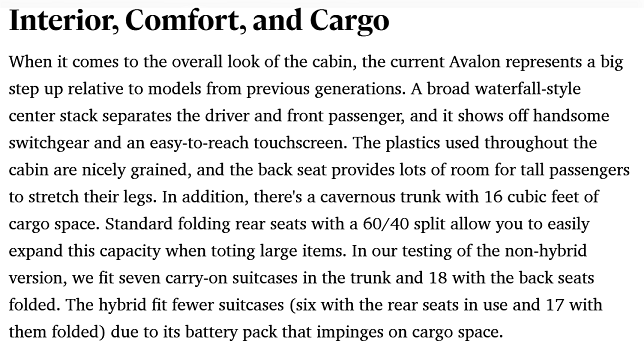 Interior, Comfort, and Cargo
When it comes to the overall look of the cabin, the current Avalon represents a big
step up relative to models from previous generations. A broad waterfall-style
center stack separates the driver and front passenger, and it shows off handsome
switchgear and an easy-to-reach touchscreen. The plastics used throughout the
cabin are nicely grained, and the back seat provides lots of room for tall passengers
to stretch their legs. In addition, there's a cavernous trunk with 16 cubic feet of
cargo space. Standard folding rear seats with a 60/40 split allow you to easily
expand this capacity when toting large items. In our testing of the non-hybrid
version, we fit seven carry-on suitcases in the trunk and 18 with the back seats
folded. The hybrid fit fewer suitcases (six with the rear seats in use and 17 with
them folded) due to its battery pack that impinges on cargo space.